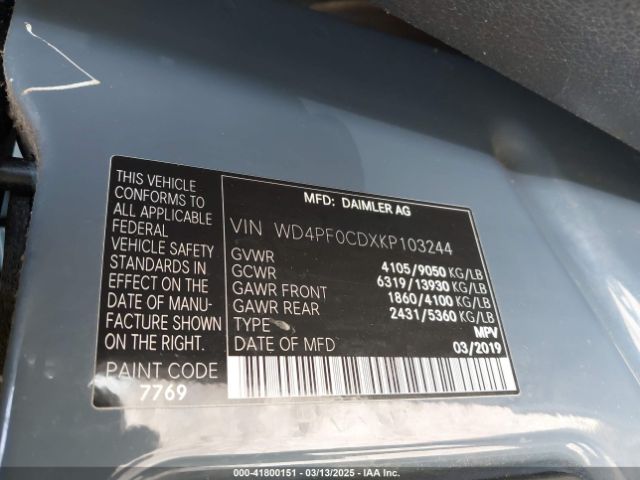 THIS VEHICLE
CONFORMS TO
ALL APPLICABLE
FEDERAL
MOTOR VEHICLE SAFETY
STANDARDS IN
EFFECT ON THE
DATE OF MANU-
FACTURE SHOWN
ON THE RIGHT.
PAINT CODE
7769
MFD: DAIMLER AG
VIN WD4PF0CDXKP103244
GVWR 4105/9050 KG/LB
GCWR 6319/13930 KG/LB
GAWR FRONT 1860/4100 KG/LB
GAWR REAR 2431/5360 KG/LB
TYPE MPV
DATE OF MFD 03/2019
000-41800151 | 03/13/2025 | IAA Inc.